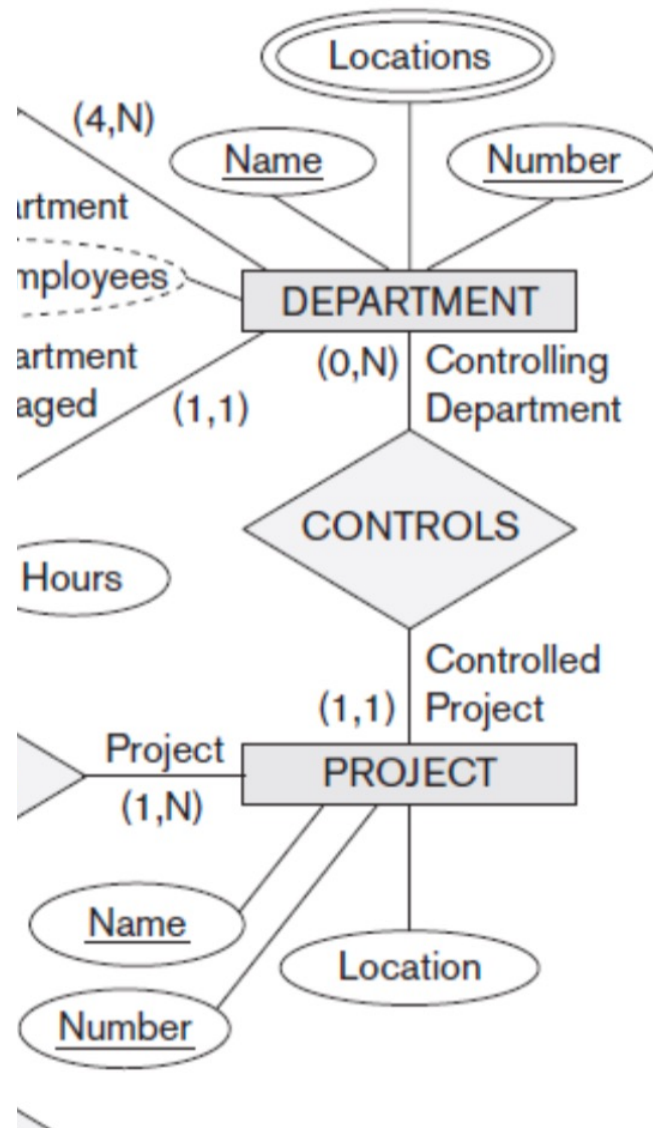 Locations
(4,N)
Name
Number
artment
mployees
DEPARTMENT
artment
aged
(1,1)
(0,N)
Controlling
Department
CONTROLS
Hours
Controlled
Project
(1,1)
Project
(1,N)
PROJECT
Name
Location
Number